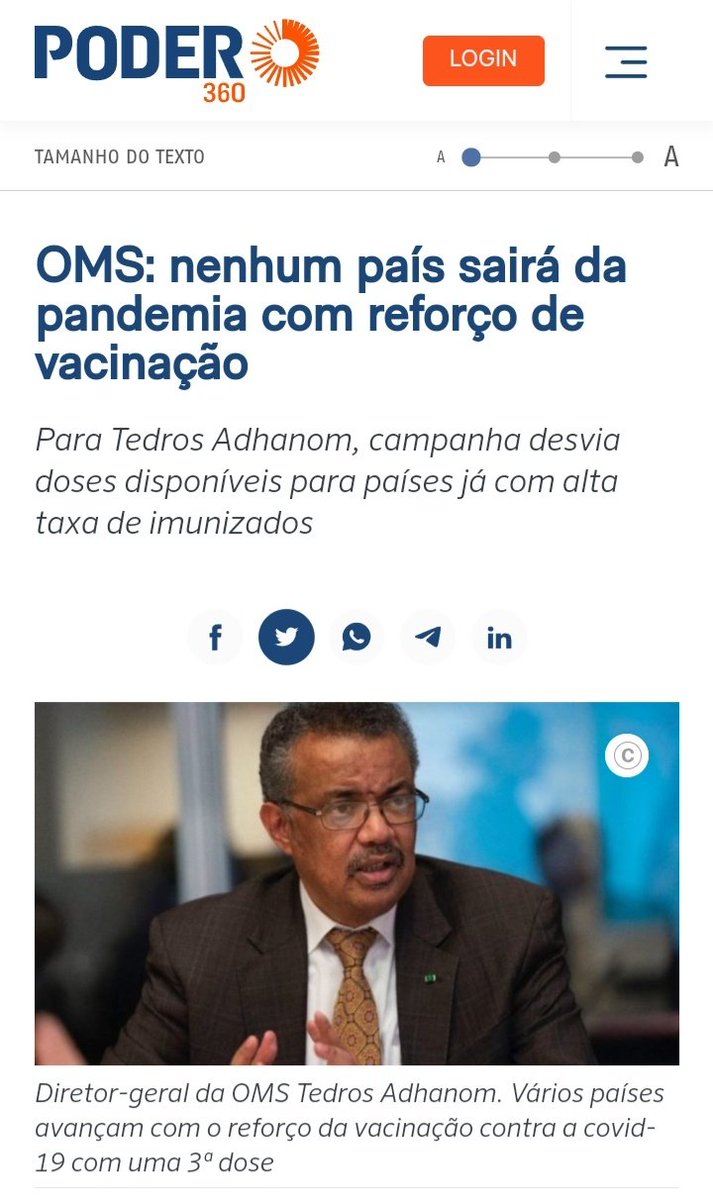 PODER
360
LOGIN
TAMANHO DO TEXTO
A A
OMS: nenhum país sairá da
pandemia com reforço de
vacinação
Para Tedros Adhanom, campanha desvia
doses disponíveis para países já com alta
taxa de imunizados
f in
©
Diretor-geral da OMS Tedros Adhanom. Vários países
avançam com o reforço da vacinação contra a covid-
19 com uma 3ª dose